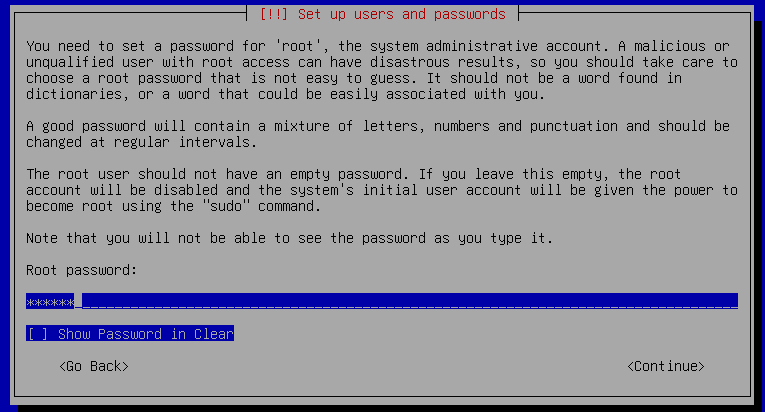 [!!] Set up users and passwords
You need to set a password for 'root', the system administrative account. A malicious or
unqualified user with root access can have disastrous results, so you should take care to
choose a root password that is not easy to guess. It should not be a word found in
dictionaries, or a word that could be easily associated with you.
A good password will contain a mixture of letters, numbers and punctuation and should be
changed at regular intervals.
The root user should not have an empty password. If you leave this empty, the root
account will be disabled and the system's initial user account will be given the power to
become root using the "sudo" command.
Note that you will not be able to see the password as you type it.
Root password:
******
[ ] Show Password in Clear
<Go Back> <Continue>